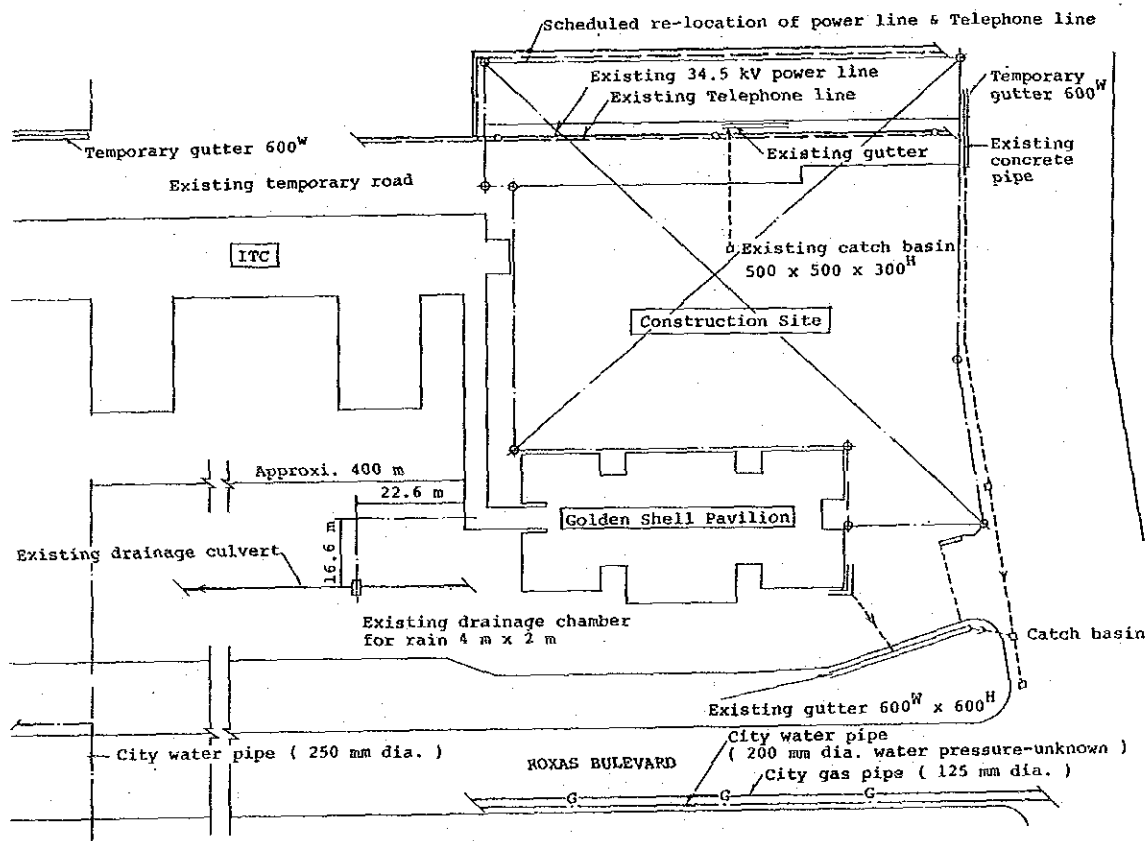 Scheduled re-location of power line & Telephone line
Existing 34.5 kV power line
Existing Telephone line
Temporary
gutter 600W
Temporary gutter 600W
Existing gutter
Existing
concrete
pipe
Existing temporary road
ITC
Existing catch basin
500 x 500 x 300H
Construction Site
Approxi. 400 m
22.6 m
16.6 m
Golden Shell Pavilion
Existing drainage culvert
Existing drainage chamber
for rain 4 m x 2 m
Catch basin
Existing gutter 600W x 600H
City water pipe ( 250 mm dia. )
City water pipe
( 200 mm dia. water pressure-unknown )
ROXAS BULEVARD
City gas pipe ( 125 mm dia. )
G G G